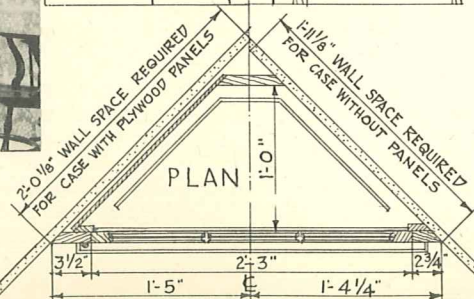 2'-0 1/8" WALL SPACE REQUIRED
FOR CASE WITH PLYWOOD PANELS
1'-11 1/8" WALL SPACE REQUIRED
FOR CASE WITHOUT PANELS
PLAN
1'-0"
3 1/2"
2'-3"
2 3/4"
1'-5"
℄
1'-4 1/4"